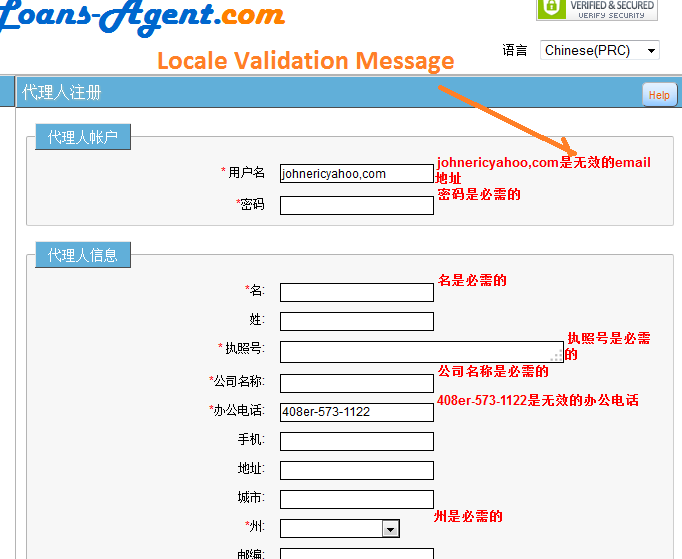 Loans-Agent.com
VERIFIED & SECURED
VERIFY SECURITY
语言 Chinese(PRC)
Locale Validation Message
代理人注册 Help
代理人帐户
*用户名 johnericyahoo,com johnericyahoo,com是无效的email
地址
*密码 密码是必需的
代理人信息
*名: 名是必需的
姓:
*执照号: 执照号是必需
的
*公司名称: 公司名称是必需的
*办公电话: 408er-573-1122 408er-573-1122是无效的办公电话
手机:
地址:
城市:
*州: 州是必需的
邮编: